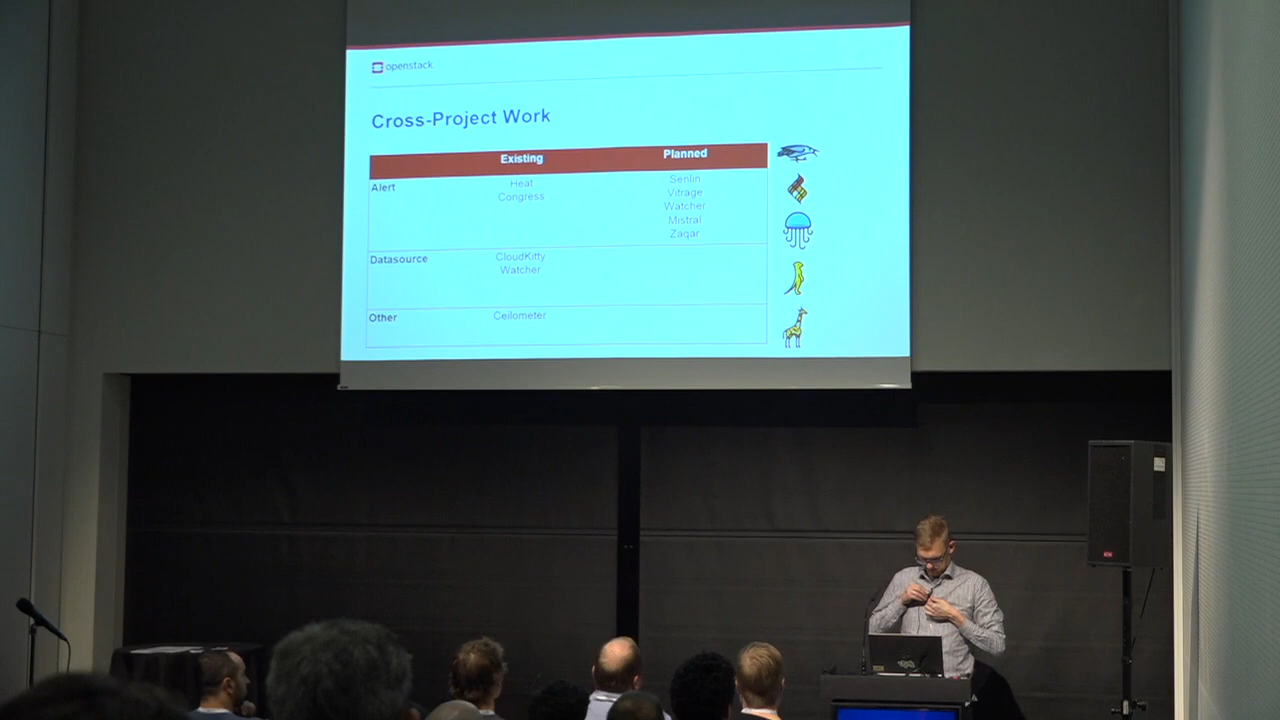 openstack
Cross-Project Work
Existing Planned
Alert Heat Senlin
Congress Vitrage
Watcher
Mistral
Zaqar
Datasource CloudKitty
Watcher
Other Ceilometer